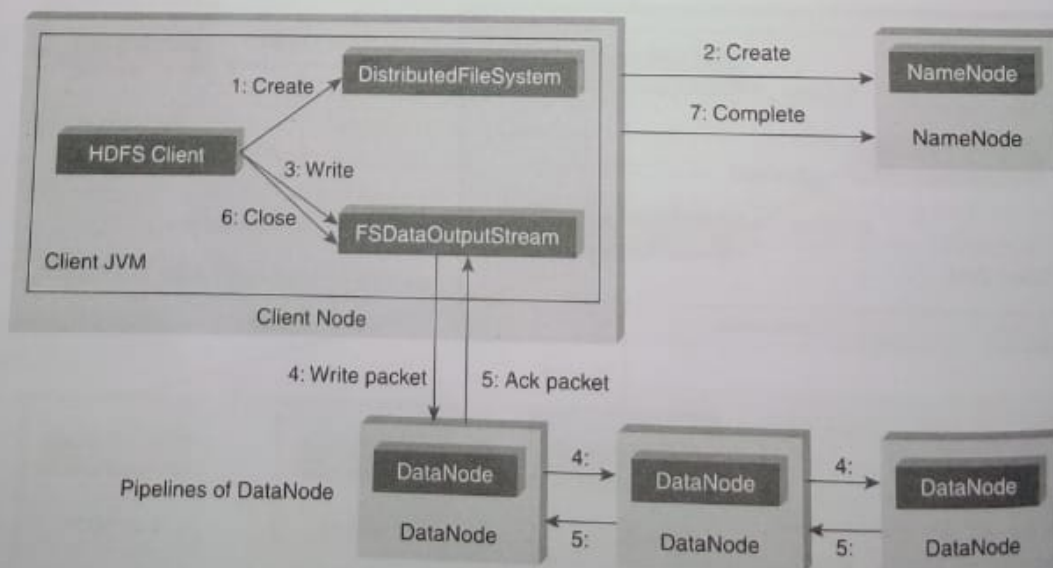 1: Create
DistributedFileSystem
2: Create
NameNode
7: Complete
NameNode
HDFS Client
3: Write
6: Close
FSDataOutputStream
Client JVM
Client Node
4: Write packet
5: Ack packet
Pipelines of DataNode
DataNode
4:
DataNode
4:
DataNode
DataNode
5:
DataNode
5:
DataNode